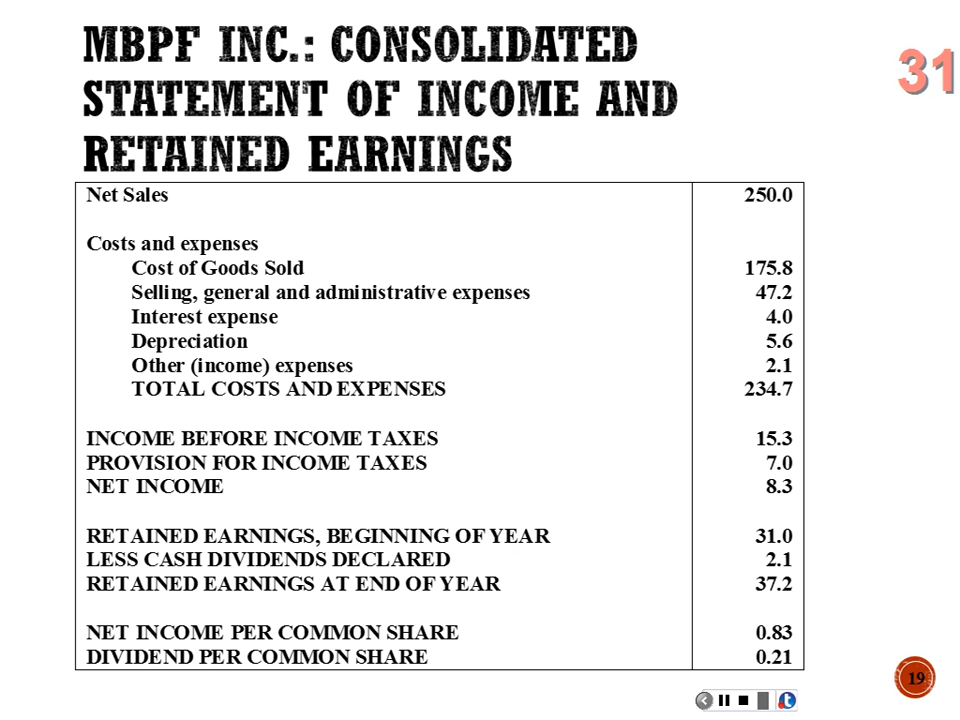 MBPF INC.: CONSOLIDATED
STATEMENT OF INCOME AND
RETAINED EARNINGS
31
Net Sales 250.0
Costs and expenses
Cost of Goods Sold 175.8
Selling, general and administrative expenses 47.2
Interest expense 4.0
Depreciation 5.6
Other (income) expenses 2.1
TOTAL COSTS AND EXPENSES 234.7
INCOME BEFORE INCOME TAXES 15.3
PROVISION FOR INCOME TAXES 7.0
NET INCOME 8.3
RETAINED EARNINGS, BEGINNING OF YEAR 31.0
LESS CASH DIVIDENDS DECLARED 2.1
RETAINED EARNINGS AT END OF YEAR 37.2
NET INCOME PER COMMON SHARE 0.83
DIVIDEND PER COMMON SHARE 0.21
19
t